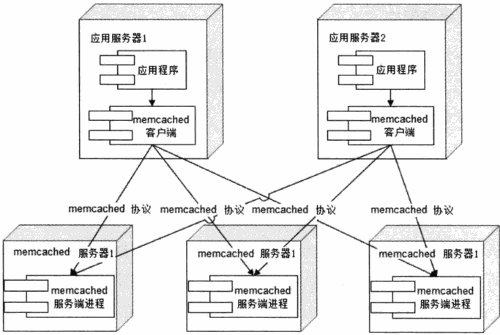 应用服务器1
应用程序
memcached
客户端
应用服务器2
应用程序
memcached
客户端
memcached 协议
memcached 协议
memcached 协议
memcached 协议
memcached 服务器1
memcached
服务端进程
memcached 服务器1
memcached
服务端进程
memcached 服务器1
memcached
服务端进程